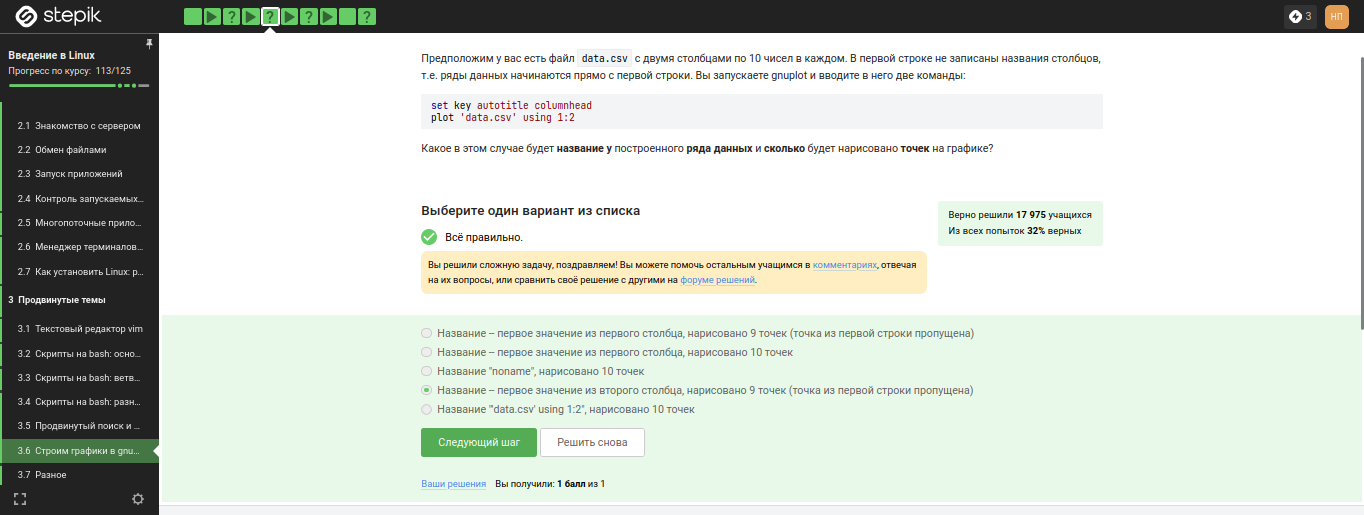 stepik
3
НП
Введение в Linux
Прогресс по курсу: 113/125
2.1 Знакомство с сервером
2.2 Обмен файлами
2.3 Запуск приложений
2.4 Контроль запускаемых...
2.5 Многопоточные прило...
2.6 Менеджер терминалов...
2.7 Как установить Linux: р...
3 Продвинутые темы
3.1 Текстовый редактор vim
3.2 Скрипты на bash: осно...
3.3 Скрипты на bash: ветв...
3.4 Скрипты на bash: разн...
3.5 Продвинутый поиск и ...
3.6 Строим графики в gnu...
3.7 Разное
Предположим у вас есть файл data.csv с двумя столбцами по 10 чисел в каждом. В первой строке не записаны названия столбцов,
т.е. ряды данных начинаются прямо с первой строки. Вы запускаете gnuplot и вводите в него две команды:
set key autotitle columnhead
plot 'data.csv' using 1:2
Какое в этом случае будет название у построенного ряда данных и сколько будет нарисовано точек на графике?
Выберите один вариант из списка
Верно решили 17 975 учащихся
Из всех попыток 32% верных
Всё правильно.
Вы решили сложную задачу, поздравляем! Вы можете помочь остальным учащимся в комментариях, отвечая
на их вопросы, или сравнить своё решение с другими на форуме решений.
Название – первое значение из первого столбца, нарисовано 9 точек (точка из первой строки пропущена)
Название – первое значение из первого столбца, нарисовано 10 точек
Название "noname", нарисовано 10 точек
Название – первое значение из второго столбца, нарисовано 9 точек (точка из первой строки пропущена)
Название "'data.csv' using 1:2", нарисовано 10 точек
Следующий шаг
Решить снова
Ваши решения Вы получили: 1 балл из 1